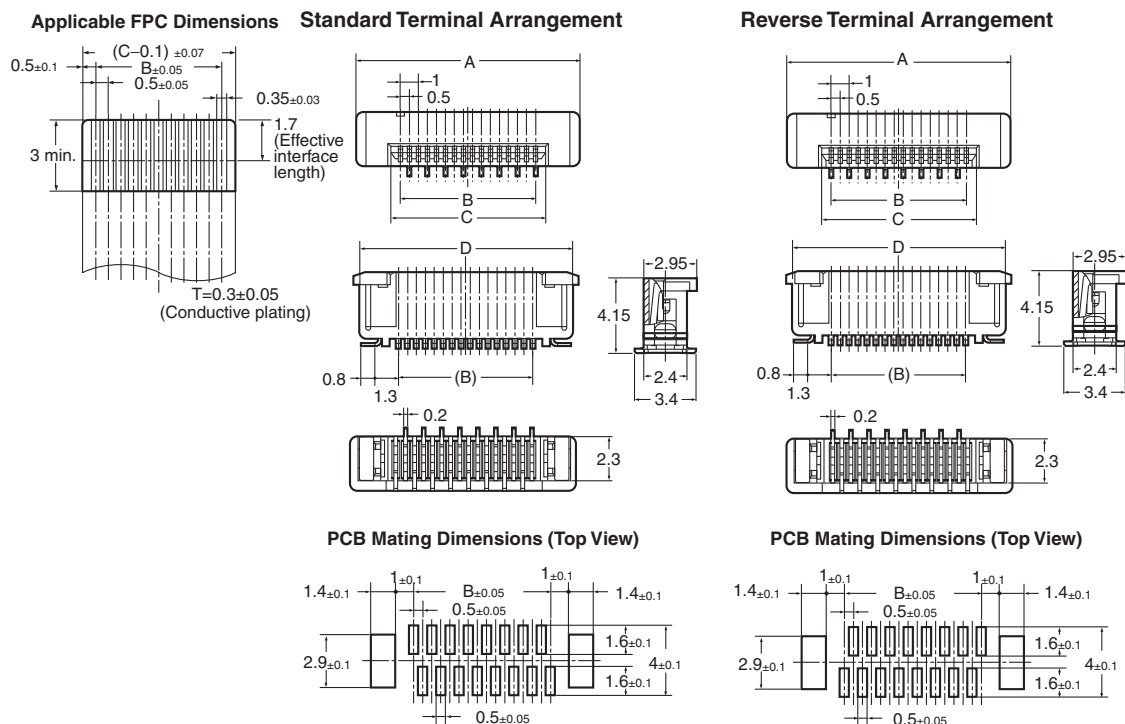 Applicable FPC Dimensions
(C−0.1) ±0.07
0.5±0.1
B±0.05
0.5±0.05
0.35±0.03
3 min.
1.7
(Effective
interface
length)
T=0.3±0.05
(Conductive plating)
Standard Terminal Arrangement
A
1
0.5
B
C
D
2.95
4.15
0.8
1.3
(B)
2.4
3.4
0.2
2.3
PCB Mating Dimensions (Top View)
1.4±0.1
1±0.1
B±0.05
1±0.1
1.4±0.1
0.5±0.05
2.9±0.1
1.6±0.1
4±0.1
1.6±0.1
0.5±0.05
Reverse Terminal Arrangement
A
1
0.5
B
C
D
2.95
4.15
0.8
1.3
(B)
2.4
3.4
0.2
2.3
PCB Mating Dimensions (Top View)
1.4±0.1
1±0.1
B±0.05
1±0.1
1.4±0.1
0.5±0.05
2.9±0.1
1.6±0.1
4±0.1
1.6±0.1
0.5±0.05